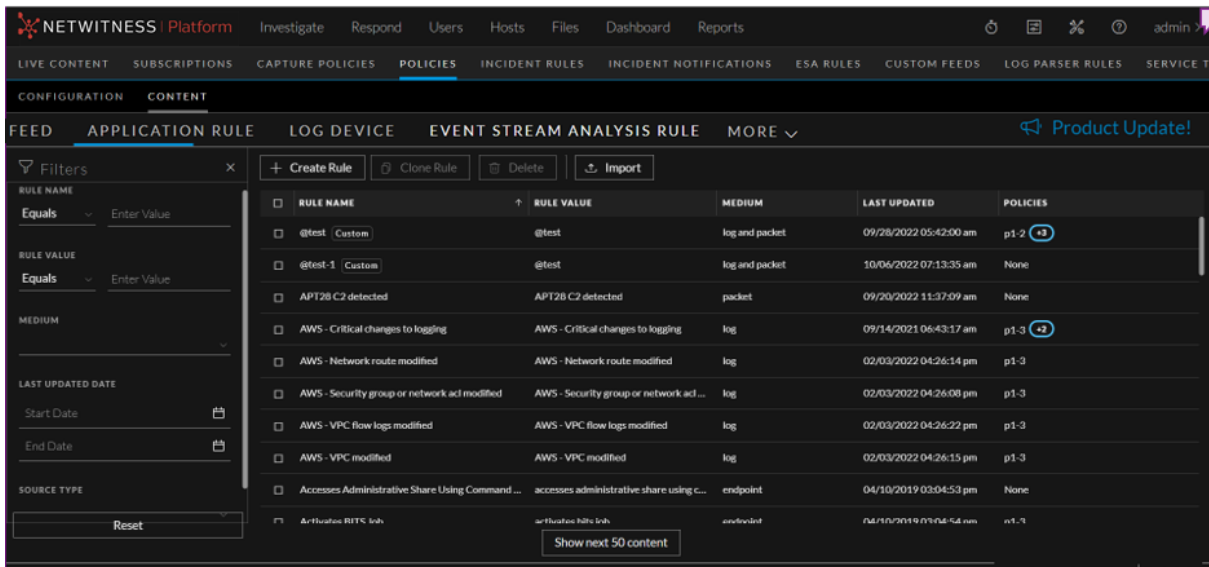 NETWITNESS | Platform Investigate Respond Users Hosts Files Dashboard Reports admin
LIVE CONTENT SUBSCRIPTIONS CAPTURE POLICIES POLICIES INCIDENT RULES INCIDENT NOTIFICATIONS ESA RULES CUSTOM FEEDS LOG PARSER RULES SERVICE T
CONFIGURATION CONTENT
FEED APPLICATION RULE LOG DEVICE EVENT STREAM ANALYSIS RULE MORE Product Update!
Filters
RULE NAME
Equals Enter Value
RULE VALUE
Equals Enter Value
MEDIUM
LAST UPDATED DATE
Start Date
End Date
SOURCE TYPE
Reset
+ Create Rule Clone Rule Delete Import
RULE NAME RULE VALUE MEDIUM LAST UPDATED POLICIES
@test Custom @test log and packet 09/28/2022 05:42:00 am p1-2 +3
@test-1 Custom @test log and packet 10/06/2022 07:13:35 am None
APT28 C2 detected APT28 C2 detected packet 09/20/2022 11:37:09 am None
AWS - Critical changes to logging AWS - Critical changes to logging log 09/14/2021 06:43:17 am p1-3 +2
AWS - Network route modified AWS - Network route modified log 02/03/2022 04:26:14 pm p1-3
AWS - Security group or network acl modified AWS - Security group or network acl ... log 02/03/2022 04:26:08 pm p1-3
AWS - VPC flow logs modified AWS - VPC flow logs modified log 02/03/2022 04:26:22 pm p1-3
AWS - VPC modified AWS - VPC modified log 02/03/2022 04:26:15 pm p1-3
Accesses Administrative Share Using Command ... accesses administrative share using c... endpoint 04/10/2019 03:04:53 pm None
Activates BITS Job activates bits job endpoint 04/10/2019 03:04:54 pm p1-3
Show next 50 content